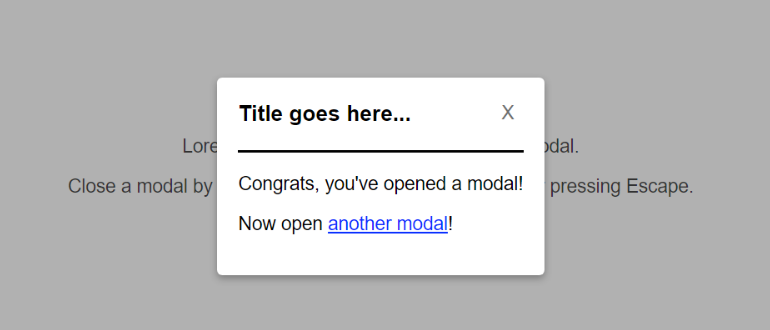 Title goes here... X
Lore odal.
Congrats, you've opened a modal!
Close a modal by pressing Escape.
Now open another modal!